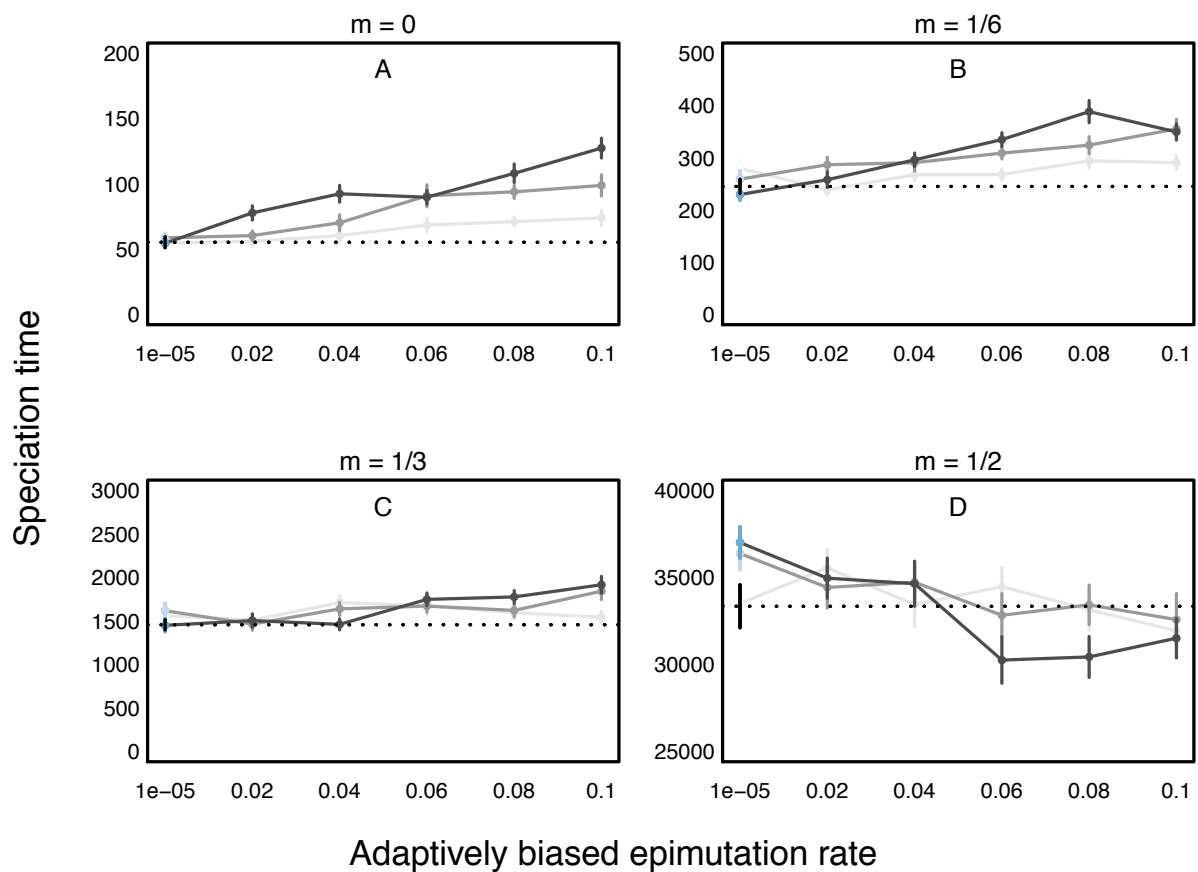 m = 0
A
200
150
100
50
0
1e−05 0.02 0.04 0.06 0.08 0.1
m = 1/6
B
500
400
300
200
100
0
1e−05 0.02 0.04 0.06 0.08 0.1
Speciation time
m = 1/3
C
3000
2500
2000
1500
1000
500
0
1e−05 0.02 0.04 0.06 0.08 0.1
m = 1/2
D
40000
35000
30000
25000
1e−05 0.02 0.04 0.06 0.08 0.1
Adaptively biased epimutation rate